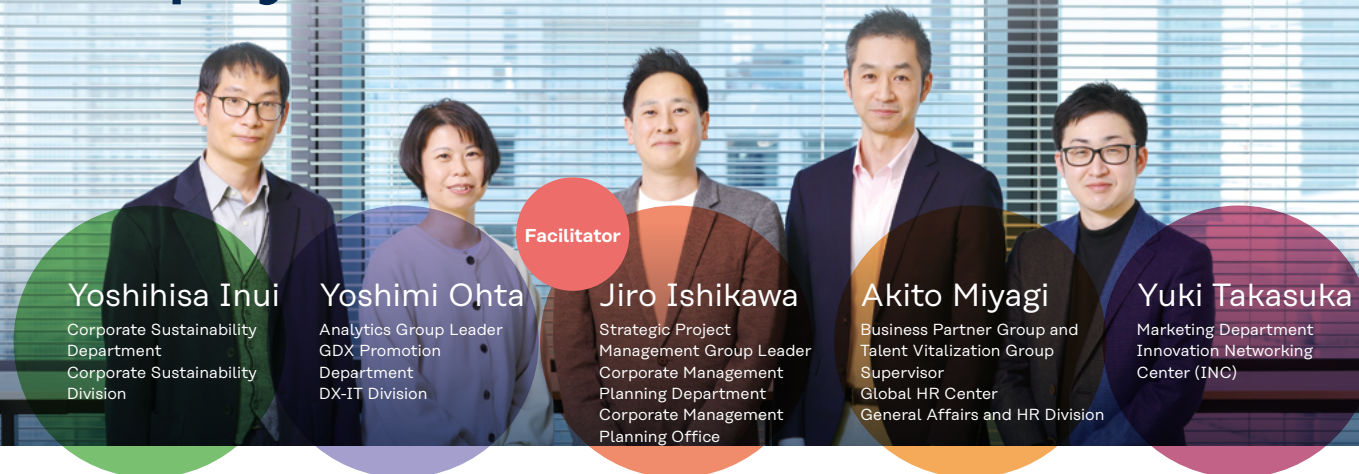 Facilitator
Yoshihisa Inui
Corporate Sustainability
Department
Corporate Sustainability
Division
Yoshimi Ohta
Analytics Group Leader
GDX Promotion
Department
DX-IT Division
Jiro Ishikawa
Strategic Project
Management Group Leader
Corporate Management
Planning Department
Corporate Management
Planning Office
Akito Miyagi
Business Partner Group and
Talent Vitalization Group
Supervisor
Global HR Center
General Affairs and HR Division
Yuki Takasuka
Marketing Department
Innovation Networking
Center (INC)